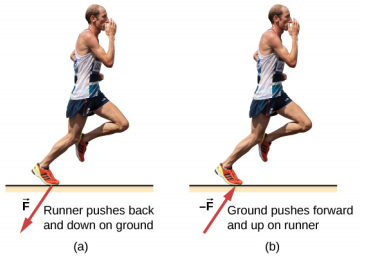 F⃗
Runner pushes back
and down on ground
(a)
–F⃗
Ground pushes forward
and up on runner
(b)